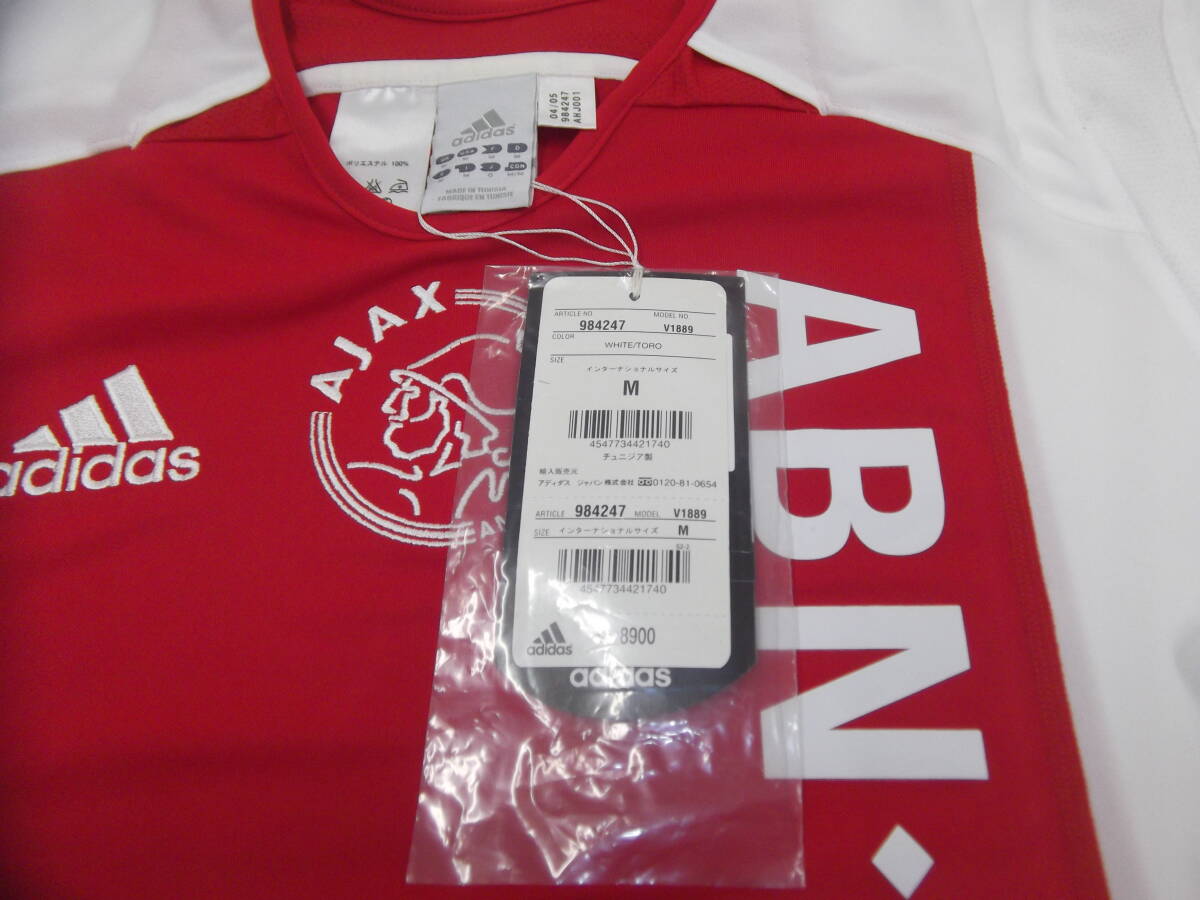 04/05
984247
AHJ001
adidas
ポリエステル 100%
MADE IN TUNISIA
FABRIQUE EN TUNISIE
AJAX
adidas
ABN
ARTICLE NO. MODEL NO.
984247 V1889
COLOR
WHITE/TORO
SIZE
インターナショナルサイズ
M
4547734421740
チュニジア製
輸入販売元
アディダス ジャパン株式会社 0120-81-0654
ARTICLE 984247 MODEL V1889
SIZE インターナショナルサイズ M
52-2
4547734421740
8900
adidas
adidas